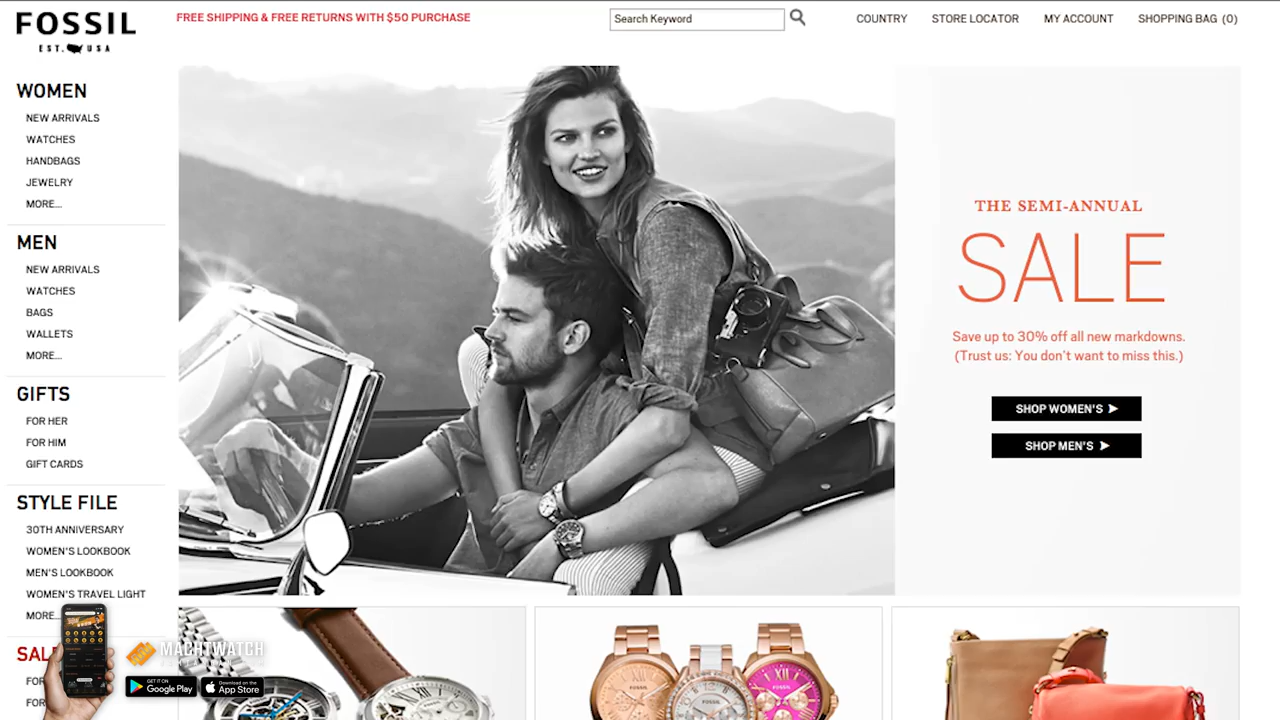 FOSSIL
EST. USA
FREE SHIPPING & FREE RETURNS WITH $50 PURCHASE
Search Keyword
COUNTRY
STORE LOCATOR
MY ACCOUNT
SHOPPING BAG (0)
WOMEN
NEW ARRIVALS
WATCHES
HANDBAGS
JEWELRY
MORE...
MEN
NEW ARRIVALS
WATCHES
BAGS
WALLETS
MORE...
GIFTS
FOR HER
FOR HIM
GIFT CARDS
STYLE FILE
30TH ANNIVERSARY
WOMEN'S LOOKBOOK
MEN'S LOOKBOOK
WOMEN'S TRAVEL LIGHT
MORE
THE SEMI-ANNUAL
SALE
Save up to 30% off all new markdowns.
(Trust us: You don't want to miss this.)
SHOP WOMEN'S
SHOP MEN'S
MACHTWATCH
GET IT ON
Google Play
Download on the
App Store
FOSSIL
FOSSIL
FOSSIL